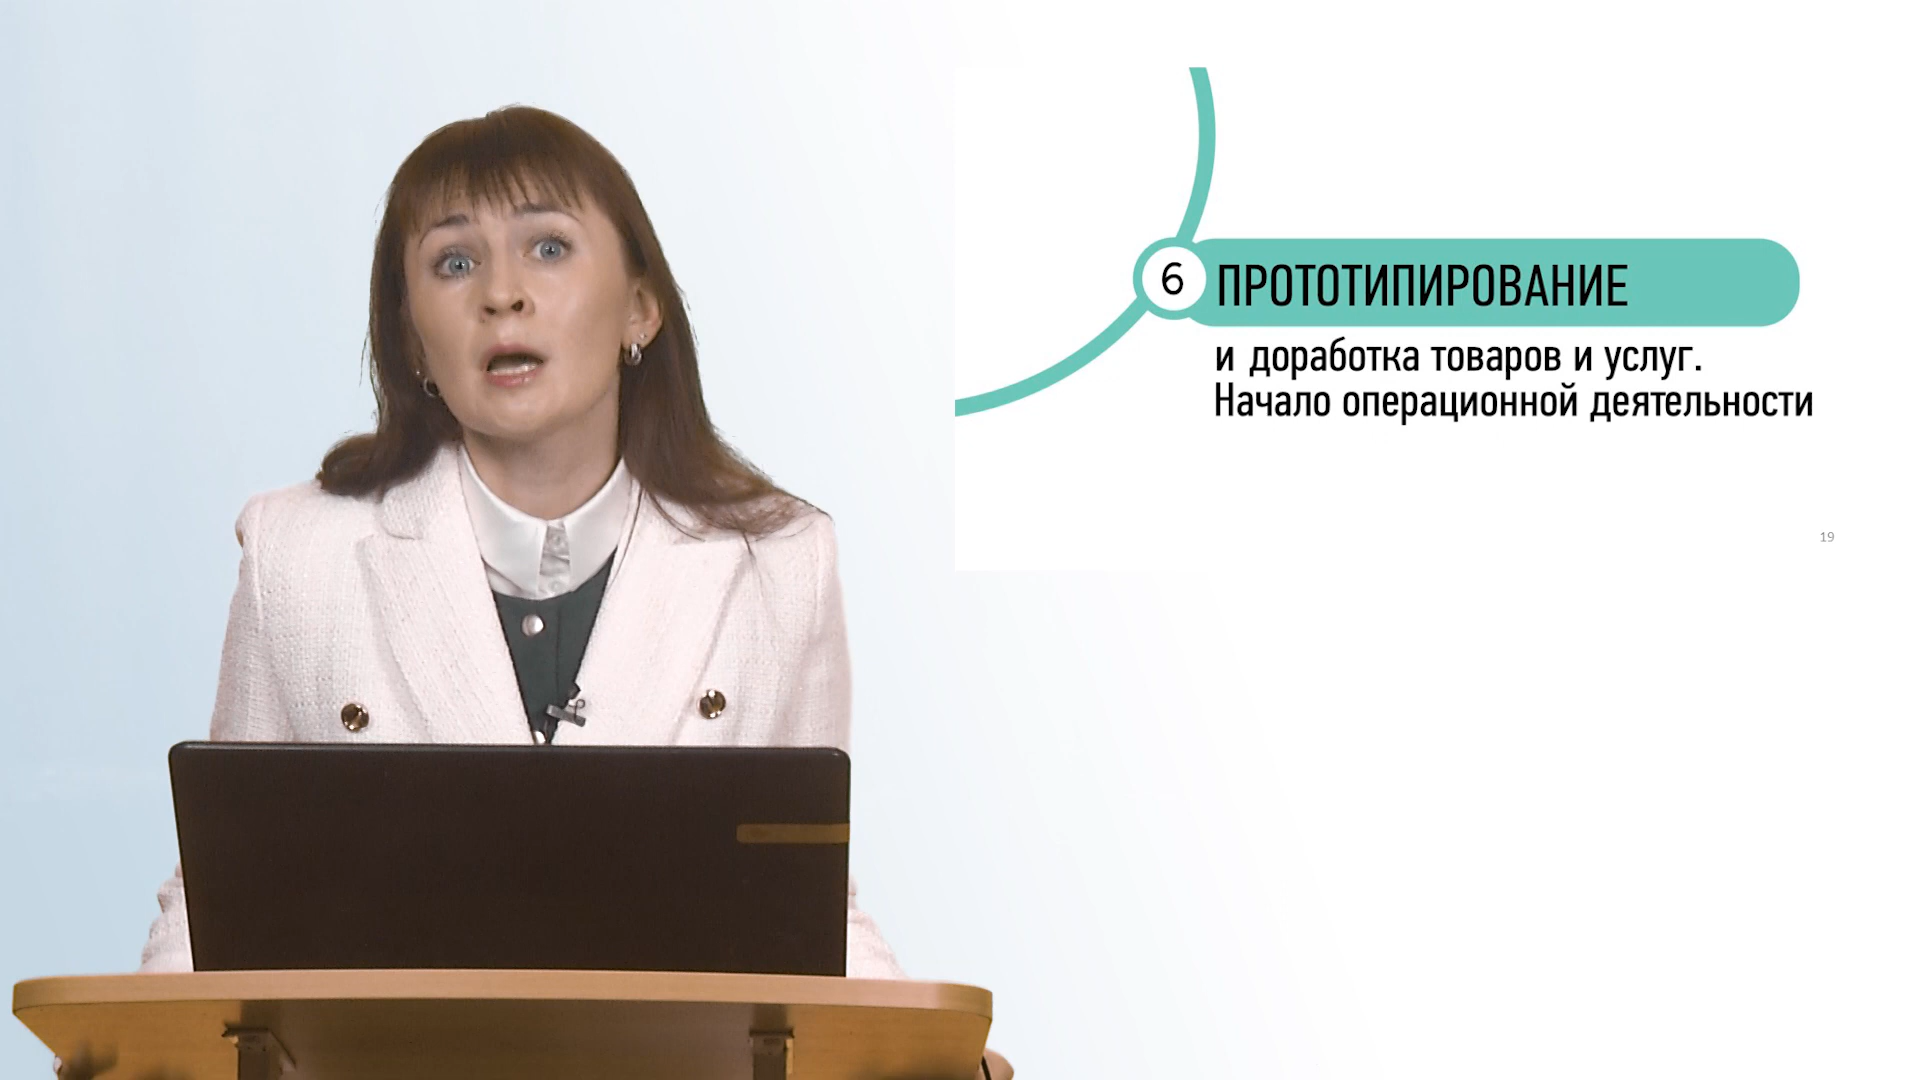 6 ПРОТОТИПИРОВАНИЕ
и доработка товаров и услуг.
Начало операционной деятельности
19